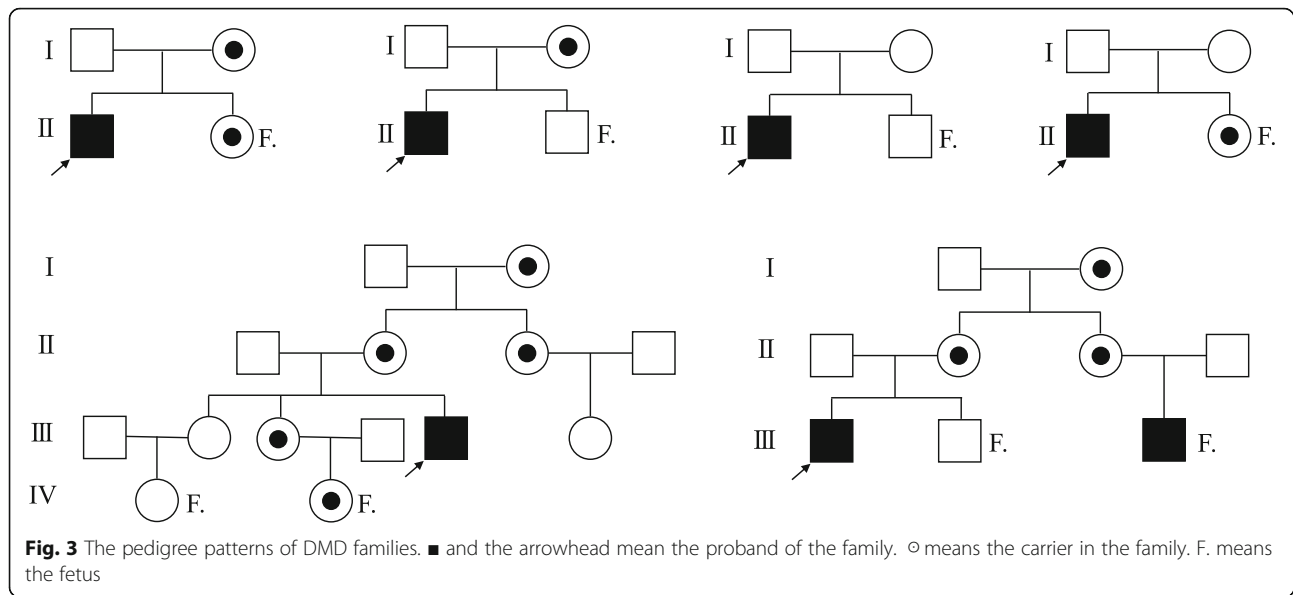 I I I I
II F. II F. II F. II F.
I I
II II
III III F. F.
IV F. F.
Fig. 3 The pedigree patterns of DMD families. ■ and the arrowhead mean the proband of the family. ⊙ means the carrier in the family. F. means
the fetus